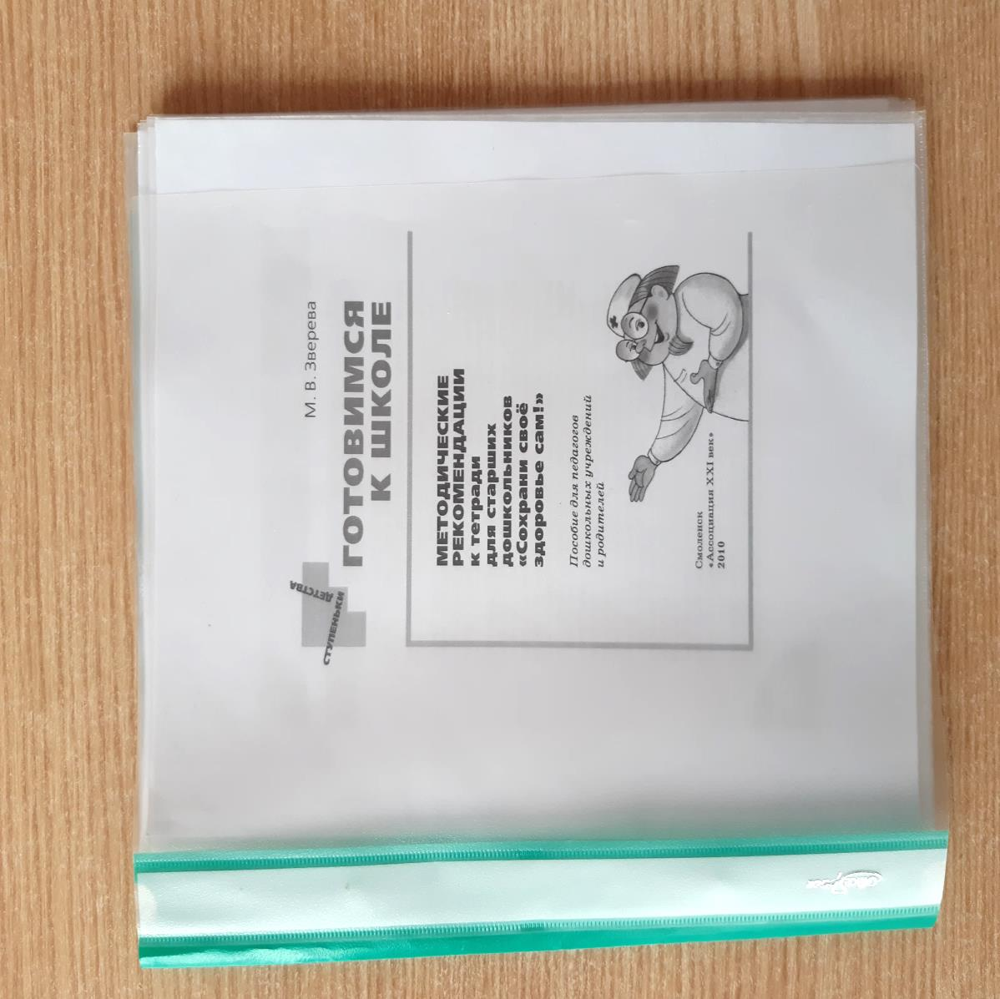 М. В. Зверева
СТУПЕНЬКИ
ДЕТСТВА
ГОТОВИМСЯ
К ШКОЛЕ
МЕТОДИЧЕСКИЕ
РЕКОМЕНДАЦИИ
к тетради
для старших
дошкольников
«Сохрани своё
здоровье сам!»
Пособие для педагогов
дошкольных учреждений
и родителей
Смоленск
«Ассоциация XXI век»
2010